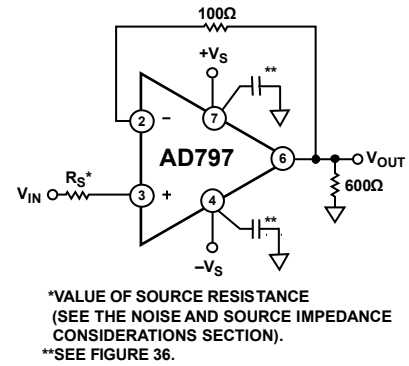 100Ω
+VS
**
2
−
7
AD797
6
VOUT
RS*
VIN
3
+
4
600Ω
**
−VS
*VALUE OF SOURCE RESISTANCE
(SEE THE NOISE AND SOURCE IMPEDANCE
CONSIDERATIONS SECTION).
**SEE FIGURE 36.